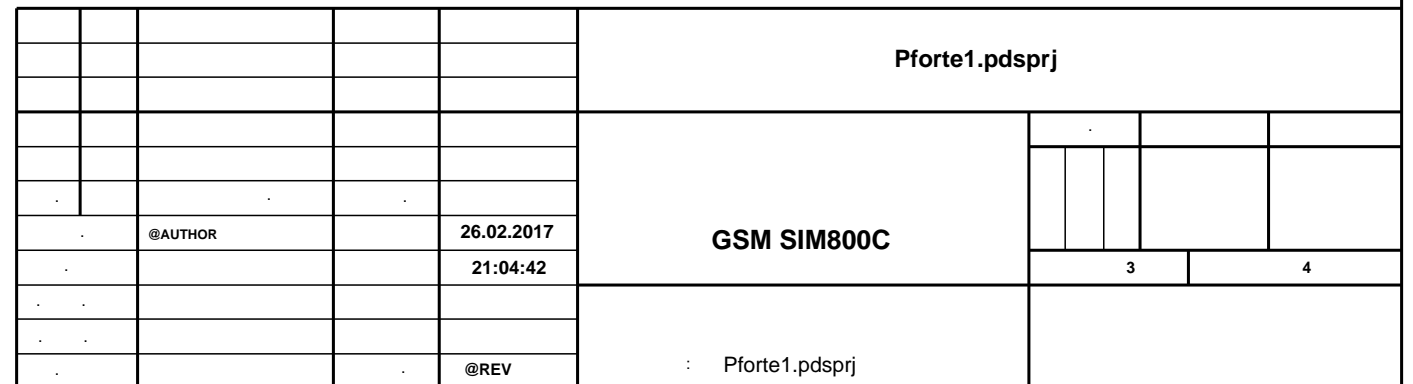 Pforte1.pdsprj
.
. . .
. @AUTHOR 26.02.2017 GSM SIM800C
. 21:04:42 3 4
. .
. .
. . @REV : Pforte1.pdsprj